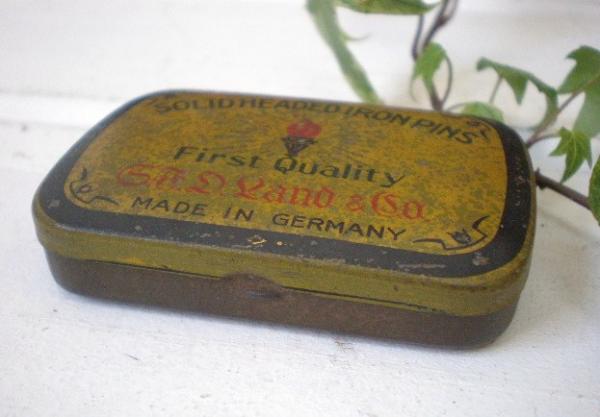 SOLID HEADED IRON PINS
First Quality
Land & Co.
MADE IN GERMANY